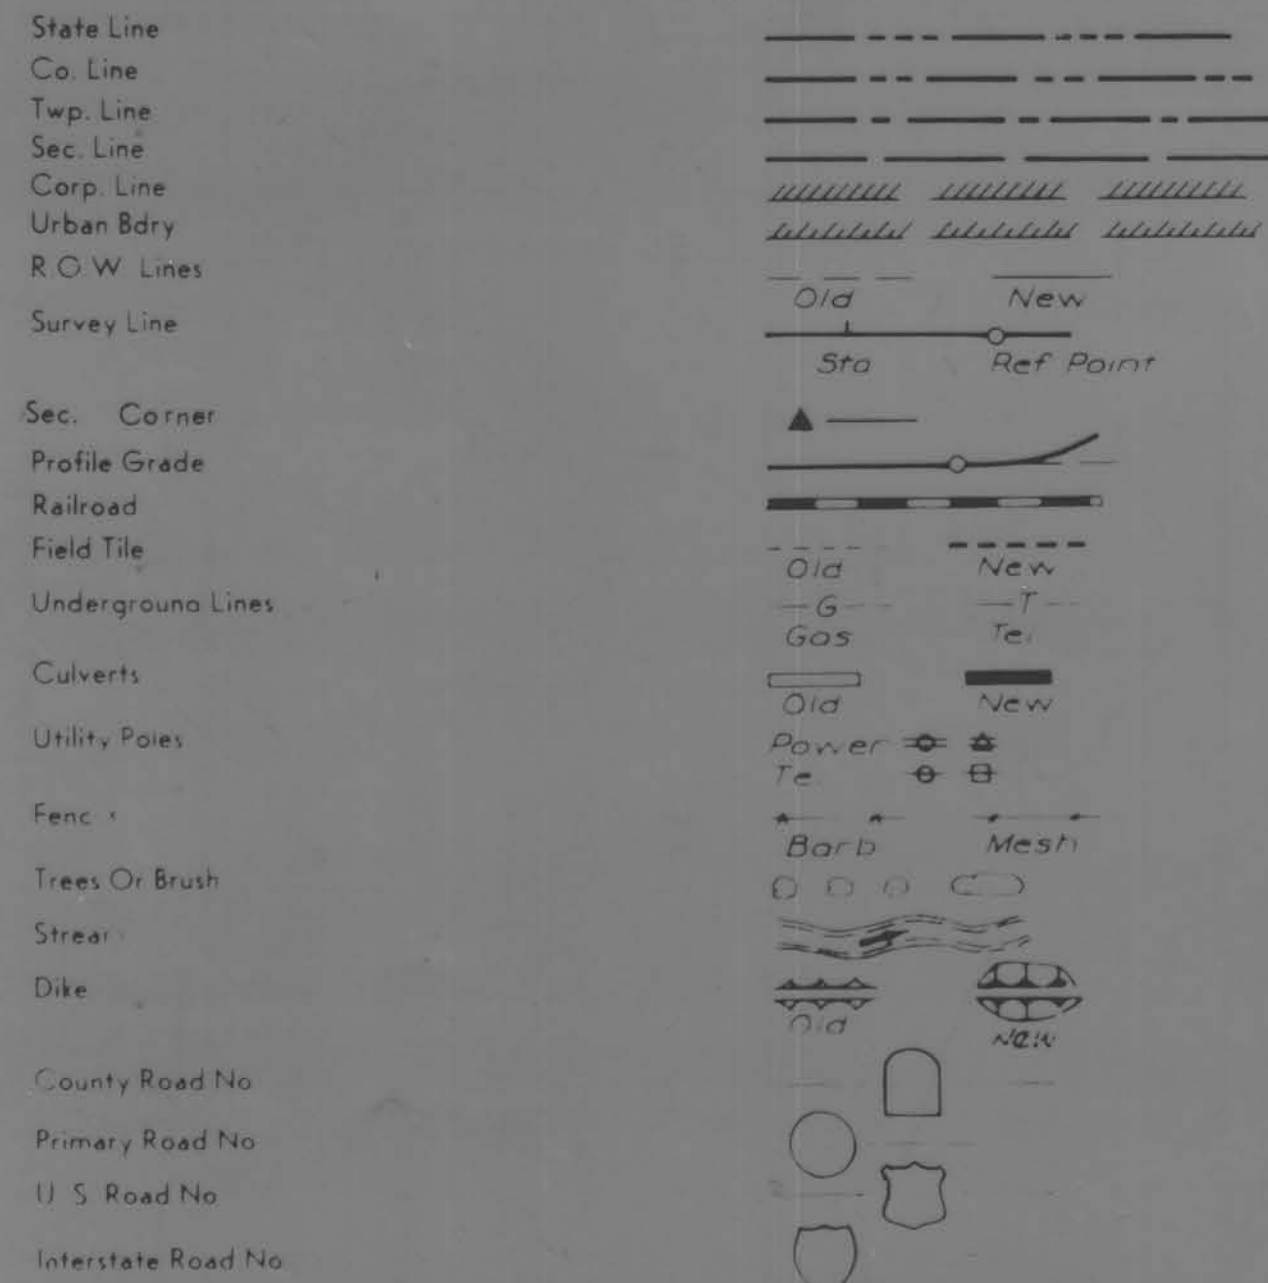 State Line
Co. Line
Twp. Line
Sec. Line
Corp. Line
Urban Bdry
R.O.W. Lines
Old New
Survey Line
Sta Ref Point
Sec. Corner
Profile Grade
Railroad
Field Tile
Old New
Underground Lines
G T
Gas Tel.
Culverts
Old New
Utility Poles
Power
Te
Fenc
Barb Mesh
Trees Or Brush
Strear
Dike
Old New
County Road No
Primary Road No
U S Road No
Interstate Road No